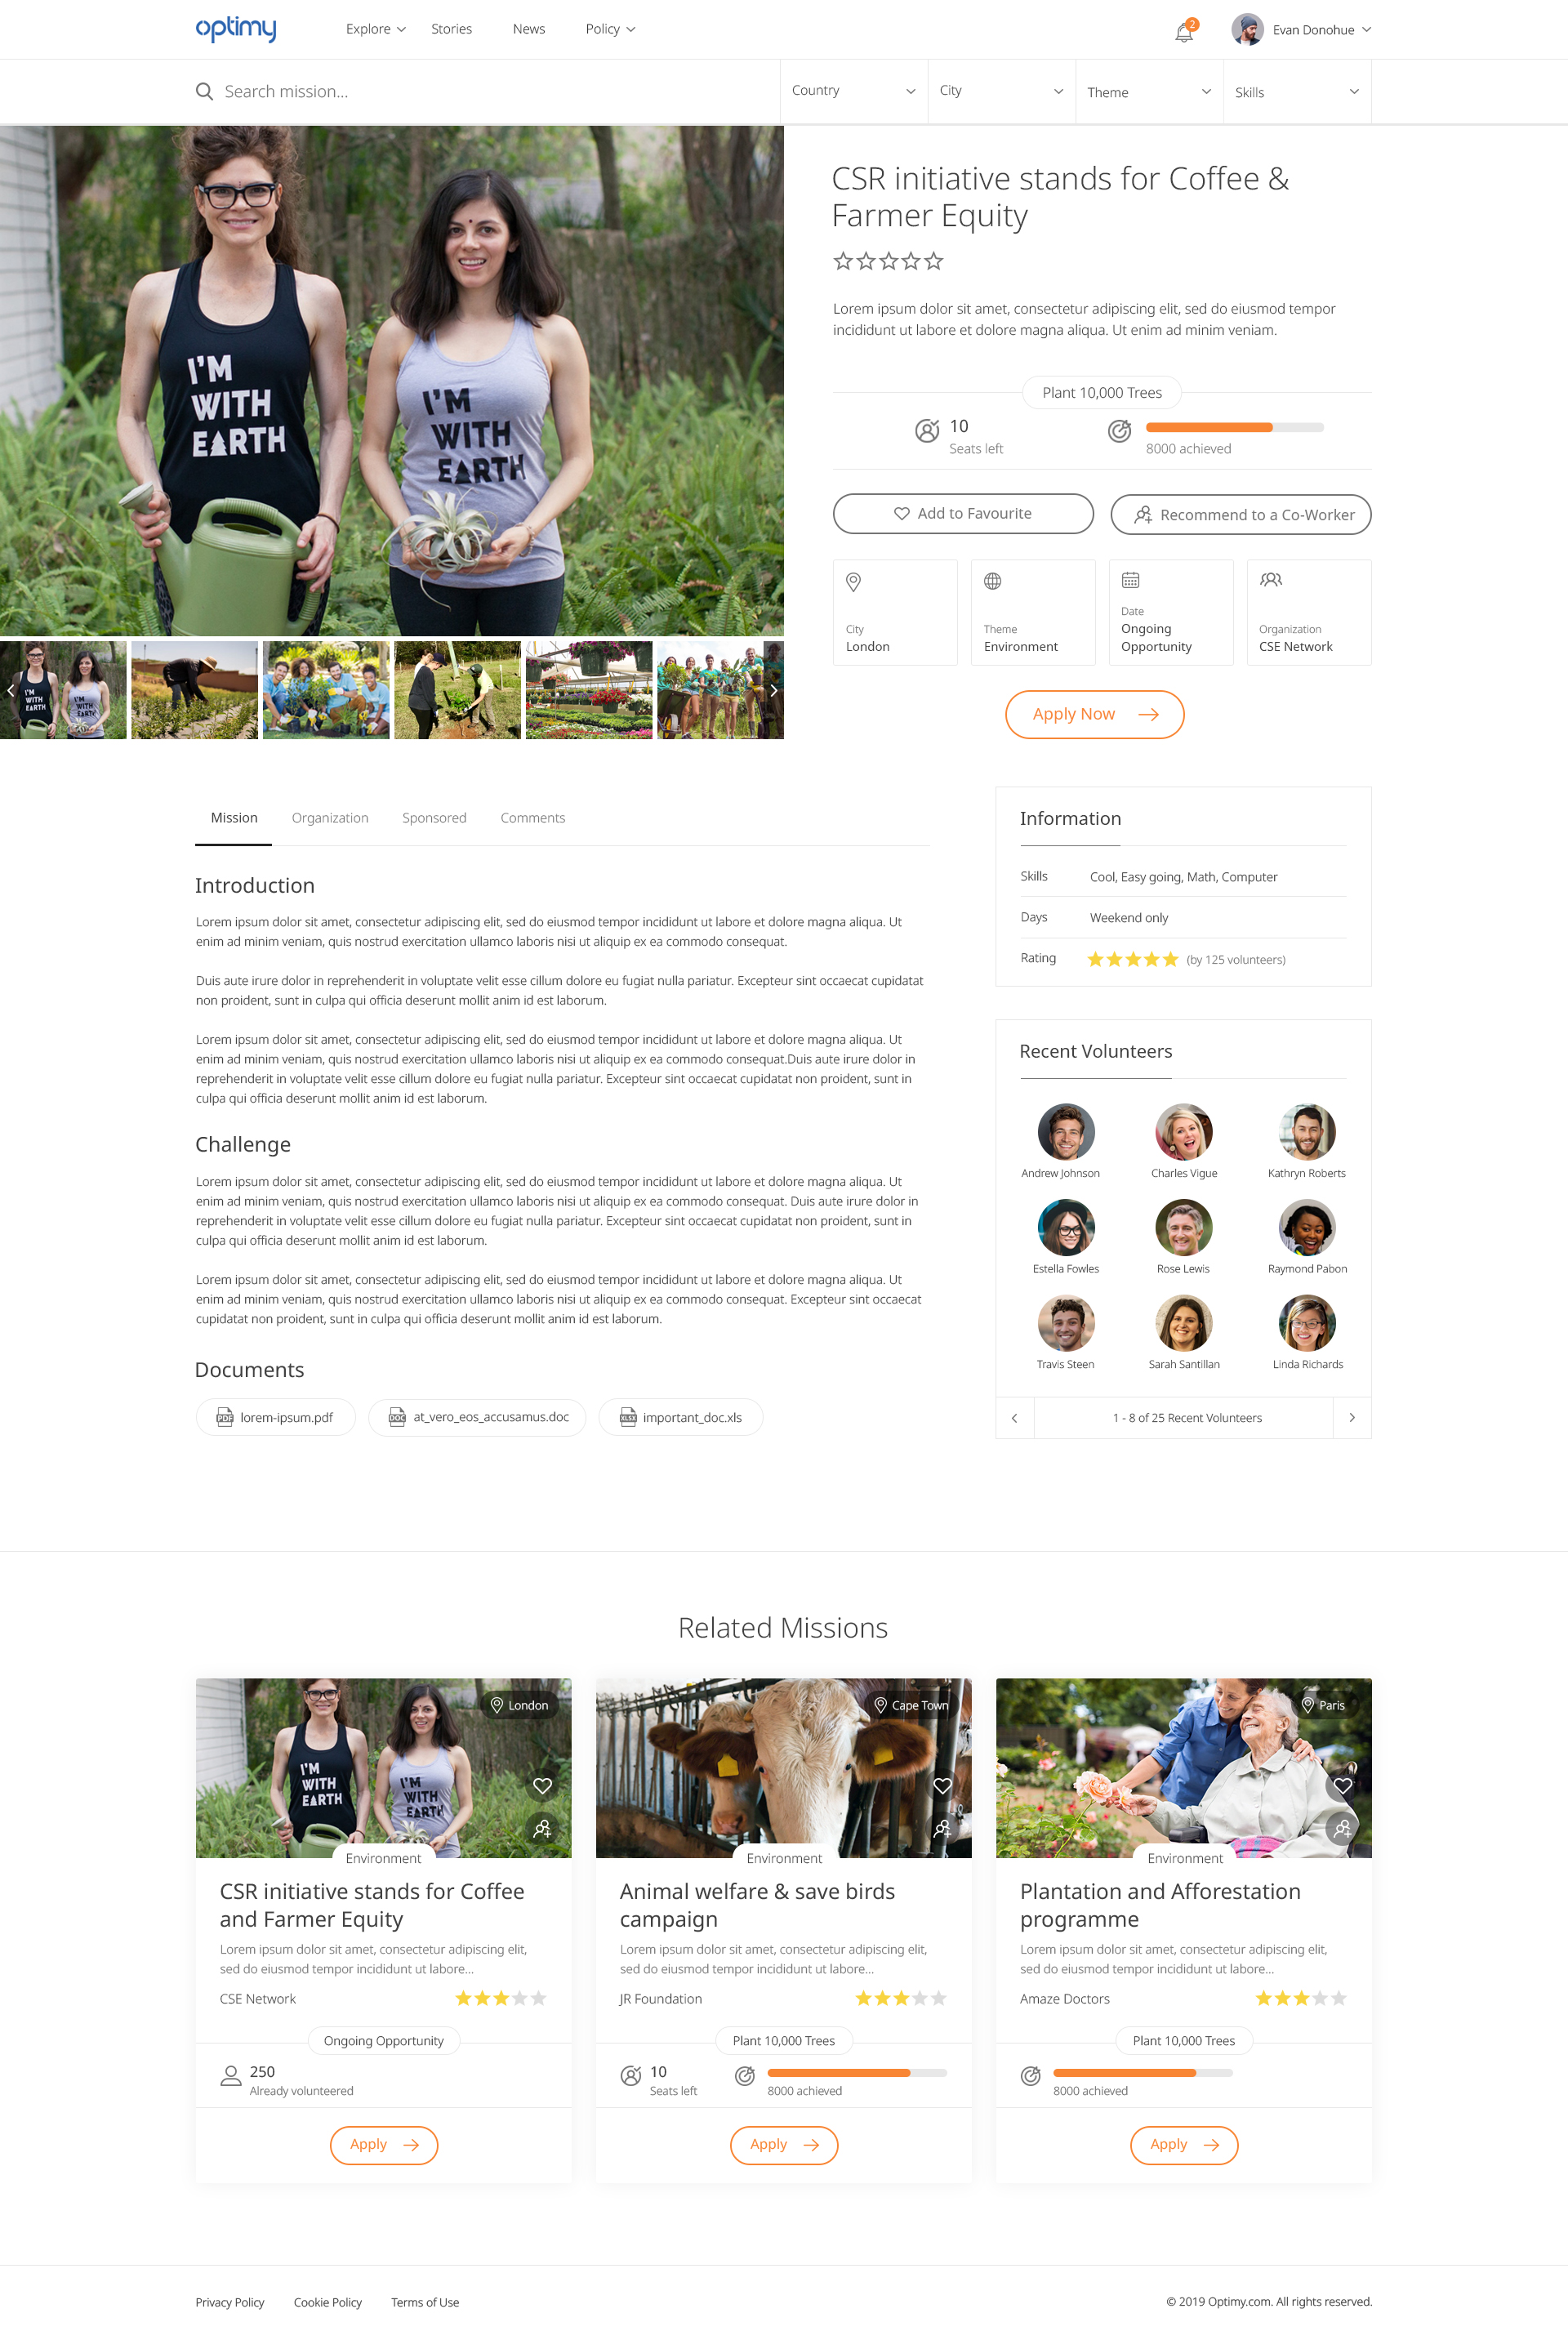 optimy
Explore
Stories
News
Policy
2
Evan Donohue
Search mission...
Country
City
Theme
Skills
I'M
WITH
EARTH
I'M
WITH
EARTH
CSR initiative stands for Coffee &
Farmer Equity
Lorem ipsum dolor sit amet, consectetur adipiscing elit, sed do eiusmod tempor
incididunt ut labore et dolore magna aliqua. Ut enim ad minim veniam.
Plant 10,000 Trees
10
Seats left
8000 achieved
Add to Favourite
Recommend to a Co-Worker
City
London
Theme
Environment
Date
Ongoing
Opportunity
Organization
CSE Network
I'M
WITH
EARTH
I'M
WITH
EARTH
Apply Now
Mission
Organization
Sponsored
Comments
Introduction
Lorem ipsum dolor sit amet, consectetur adipiscing elit, sed do eiusmod tempor incididunt ut labore et dolore magna aliqua. Ut
enim ad minim veniam, quis nostrud exercitation ullamco laboris nisi ut aliquip ex ea commodo consequat.
Duis aute irure dolor in reprehenderit in voluptate velit esse cillum dolore eu fugiat nulla pariatur. Excepteur sint occaecat cupidatat
non proident, sunt in culpa qui officia deserunt mollit anim id est laborum.
Lorem ipsum dolor sit amet, consectetur adipiscing elit, sed do eiusmod tempor incididunt ut labore et dolore magna aliqua. Ut
enim ad minim veniam, quis nostrud exercitation ullamco laboris nisi ut aliquip ex ea commodo consequat.Duis aute irure dolor in
reprehenderit in voluptate velit esse cillum dolore eu fugiat nulla pariatur. Excepteur sint occaecat cupidatat non proident, sunt in
culpa qui officia deserunt mollit anim id est laborum.
Challenge
Lorem ipsum dolor sit amet, consectetur adipiscing elit, sed do eiusmod tempor incididunt ut labore et dolore magna aliqua. Ut
enim ad minim veniam, quis nostrud exercitation ullamco laboris nisi ut aliquip ex ea commodo consequat. Duis aute irure dolor in
reprehenderit in voluptate velit esse cillum dolore eu fugiat nulla pariatur. Excepteur sint occaecat cupidatat non proident, sunt in
culpa qui officia deserunt mollit anim id est laborum.
Lorem ipsum dolor sit amet, consectetur adipiscing elit, sed do eiusmod tempor incididunt ut labore et dolore magna aliqua. Ut
enim ad minim veniam, quis nostrud exercitation ullamco laboris nisi ut aliquip ex ea commodo consequat. Excepteur sint occaecat
cupidatat non proident, sunt in culpa qui officia deserunt mollit anim id est laborum.
Documents
PDF
lorem-ipsum.pdf
DOC
at_vero_eos_accusamus.doc
XLSX
important_doc.xls
Information
Skills
Cool, Easy going, Math, Computer
Days
Weekend only
Rating
(by 125 volunteers)
Recent Volunteers
Andrew Johnson
Charles Vigue
Kathryn Roberts
Estella Fowles
Rose Lewis
Raymond Pabon
Travis Steen
Sarah Santillan
Linda Richards
1 - 8 of 25 Recent Volunteers
Related Missions
London
I'M
WITH
EARTH
I'M
WITH
EARTH
Environment
CSR initiative stands for Coffee
and Farmer Equity
Lorem ipsum dolor sit amet, consectetur adipiscing elit,
sed do eiusmod tempor incididunt ut labore...
CSE Network
Ongoing Opportunity
250
Already volunteered
Apply
Cape Town
Environment
Animal welfare & save birds
campaign
Lorem ipsum dolor sit amet, consectetur adipiscing elit,
sed do eiusmod tempor incididunt ut labore...
JR Foundation
Plant 10,000 Trees
10
Seats left
8000 achieved
Apply
Paris
Environment
Plantation and Afforestation
programme
Lorem ipsum dolor sit amet, consectetur adipiscing elit,
sed do eiusmod tempor incididunt ut labore...
Amaze Doctors
Plant 10,000 Trees
8000 achieved
Apply
Privacy Policy
Cookie Policy
Terms of Use
© 2019 Optimy.com. All rights reserved.